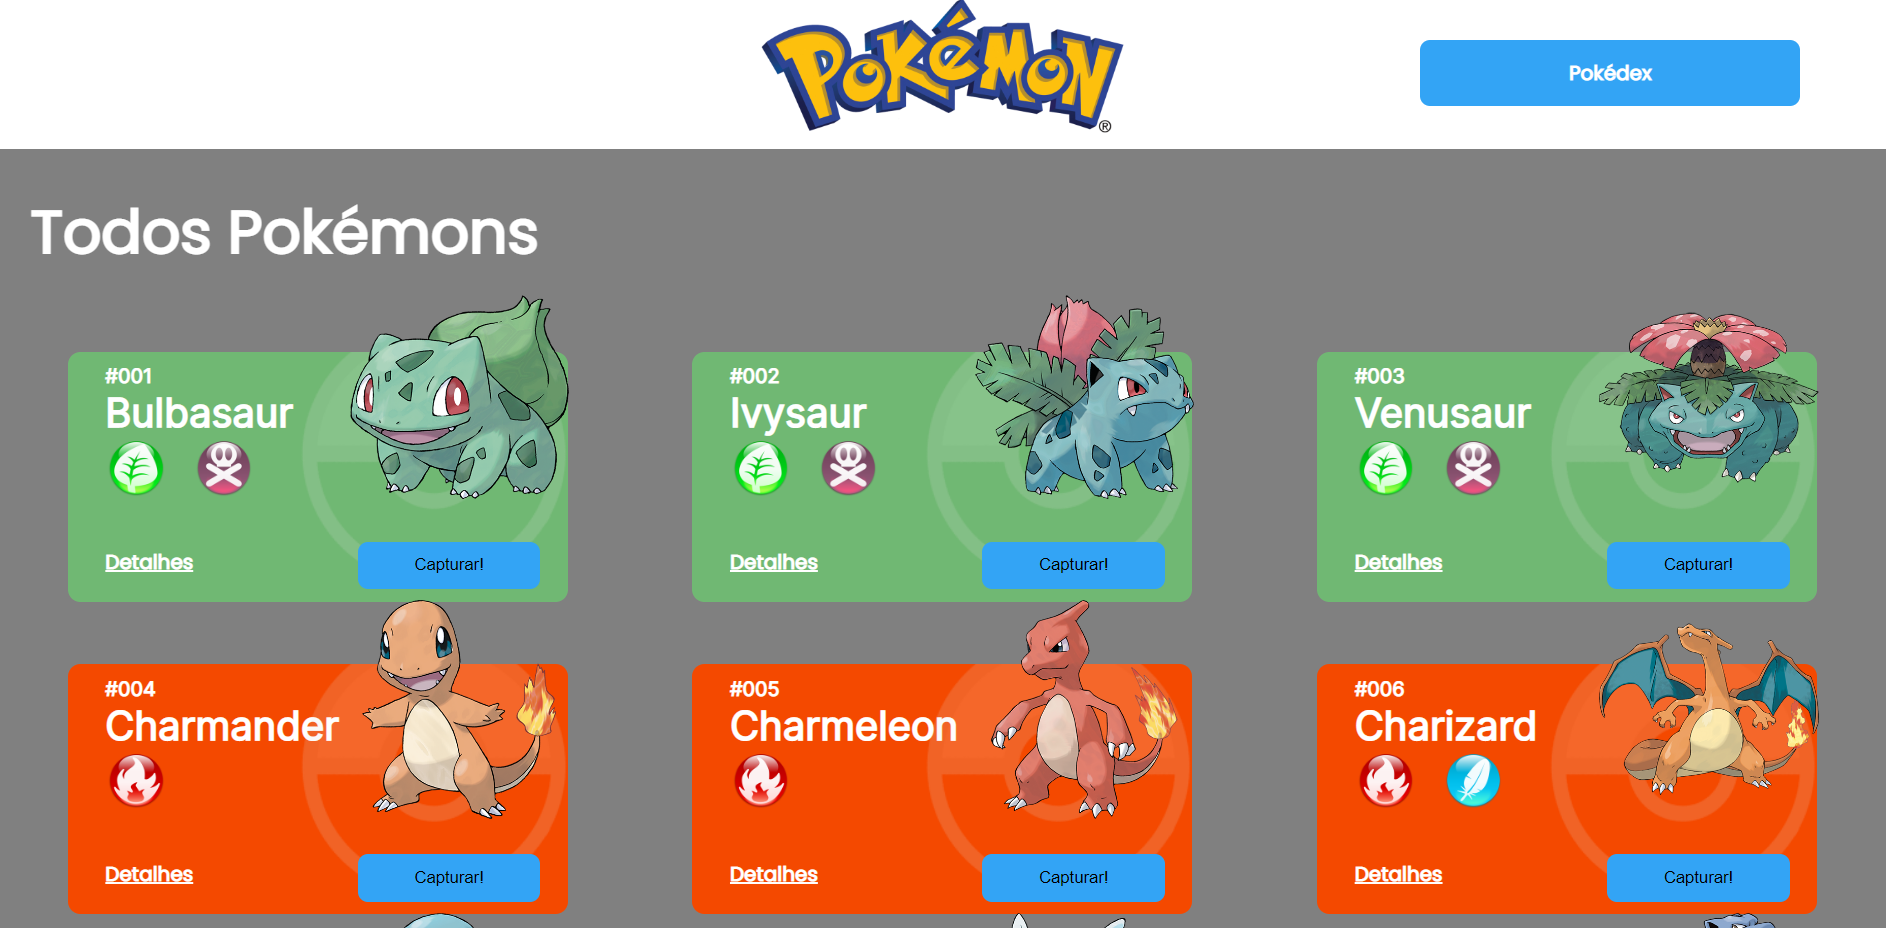 Pokémon
®
Pokédex
Todos Pokémons
#001
Bulbasaur
Detalhes
Capturar!
#002
Ivysaur
Detalhes
Capturar!
#003
Venusaur
Detalhes
Capturar!
#004
Charmander
Detalhes
Capturar!
#005
Charmeleon
Detalhes
Capturar!
#006
Charizard
Detalhes
Capturar!